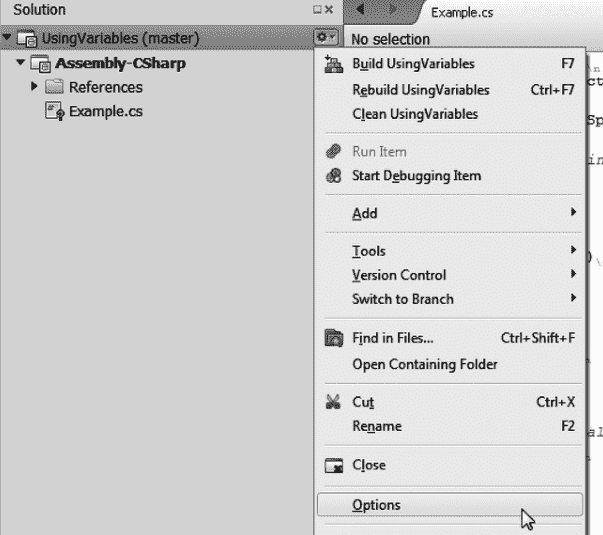 Solution
Example.cs
UsingVariables (master)
No selection
Assembly-CSharp
References
Example.cs
Build UsingVariables F7
Rebuild UsingVariables Ctrl+F7
Clean UsingVariables
Run Item
Start Debugging Item
Add
Tools
Version Control
Switch to Branch
Find in Files... Ctrl+Shift+F
Open Containing Folder
Cut Ctrl+X
Rename F2
Close
Options